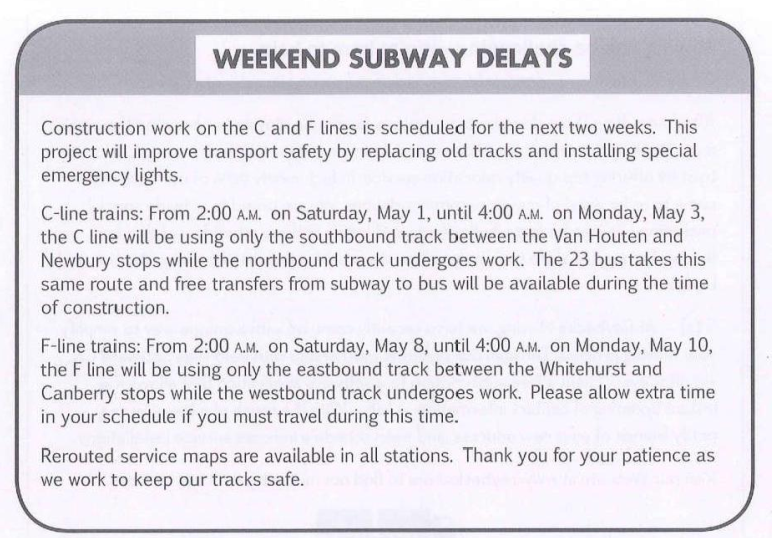 WEEKEND SUBWAY DELAYS
Construction work on the C and F lines is scheduled for the next two weeks. This
project will improve transport safety by replacing old tracks and installing special
emergency lights.
C-line trains: From 2:00 A.M. on Saturday, May 1, until 4:00 A.M. on Monday, May 3,
the C line will be using only the southbound track between the Van Houten and
Newbury stops while the northbound track undergoes work. The 23 bus takes this
same route and free transfers from subway to bus will be available during the time
of construction.
F-line trains: From 2:00 A.M. on Saturday, May 8, until 4:00 A.M. on Monday, May 10,
the F line will be using only the eastbound track between the Whitehurst and
Canberry stops while the westbound track undergoes work. Please allow extra time
in your schedule if you must travel during this time.
Rerouted service maps are available in all stations. Thank you for your patience as
we work to keep our tracks safe.